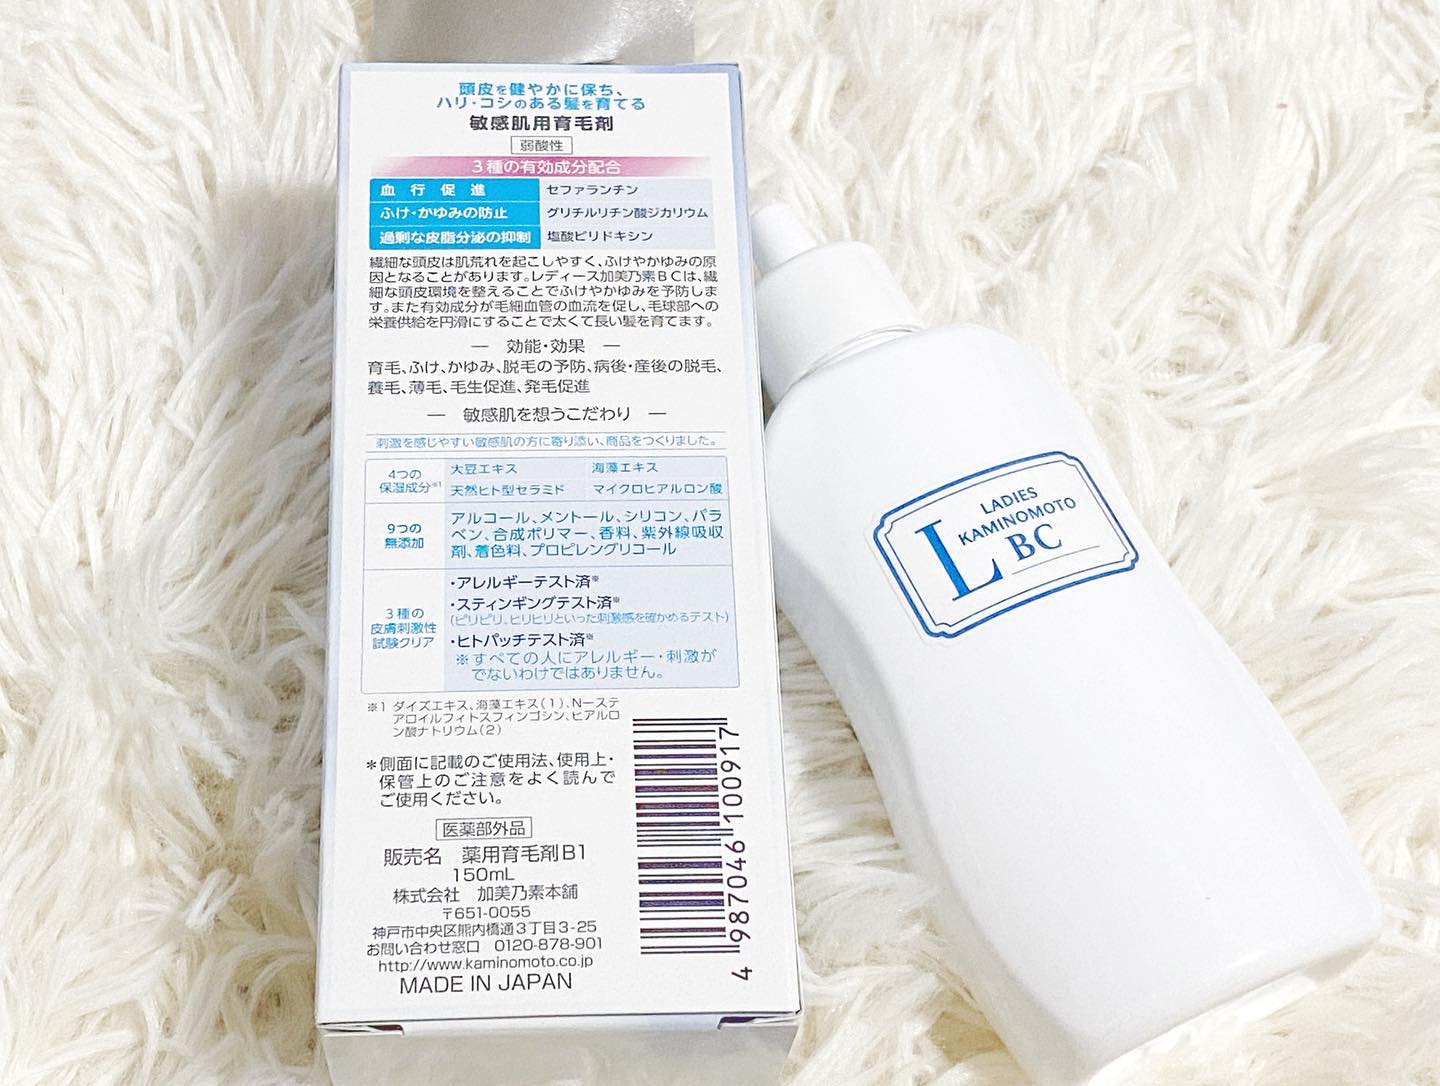 頭皮を健やかに保ち、
ハリ・コシのある髪を育てる
敏感肌用育毛剤
弱酸性
3種の有効成分配合
血行促進 セファランチン
ふけ・かゆみの防止 グリチルリチン酸ジカリウム
過剰な皮脂分泌の抑制 塩酸ピリドキシン
繊細な頭皮は肌荒れを起こしやすく、ふけやかゆみの原
因となることがあります。レディース加美乃素BCは、繊
細な頭皮環境を整えることでふけやかゆみを予防しま
す。また有効成分が毛細血管の血流を促し、毛球部への
栄養供給を円滑にすることで太くて長い髪を育てます。
― 効能・効果 ―
育毛、ふけ、かゆみ、脱毛の予防、病後・産後の脱毛、
養毛、薄毛、毛生促進、発毛促進
― 敏感肌を想うこだわり ―
刺激を感じやすい敏感肌の方に寄り添い、商品をつくりました。
4つの
保湿成分※1
大豆エキス 海藻エキス
天然ヒト型セラミド マイクロヒアルロン酸
9つの
無添加
アルコール、メントール、シリコン、パラ
ベン、合成ポリマー、香料、紫外線吸収
剤、着色料、プロピレングリコール
3種の
皮膚刺激性
試験クリア
・アレルギーテスト済※
・スティンギングテスト済※
(ピリピリ、ヒリヒリといった刺激感を確かめるテスト)
・ヒトパッチテスト済※
※すべての人にアレルギー・刺激が
でないわけではありません。
※1 ダイズエキス、海藻エキス(1)、N-ステ
アロイルフィトスフィンゴシン、ヒアルロ
ン酸ナトリウム(2)
*側面に記載のご使用法、使用上・
保管上のご注意をよく読んで
ご使用ください。
医薬部外品
販売名 薬用育毛剤B1
150mL
株式会社 加美乃素本舗
〒651-0055
神戸市中央区熊内橋通3丁目3-25
お問い合わせ窓口 0120-878-901
http://www.kaminomoto.co.jp
MADE IN JAPAN
4 987046 100917
LADIES
KAMINOMOTO
L BC